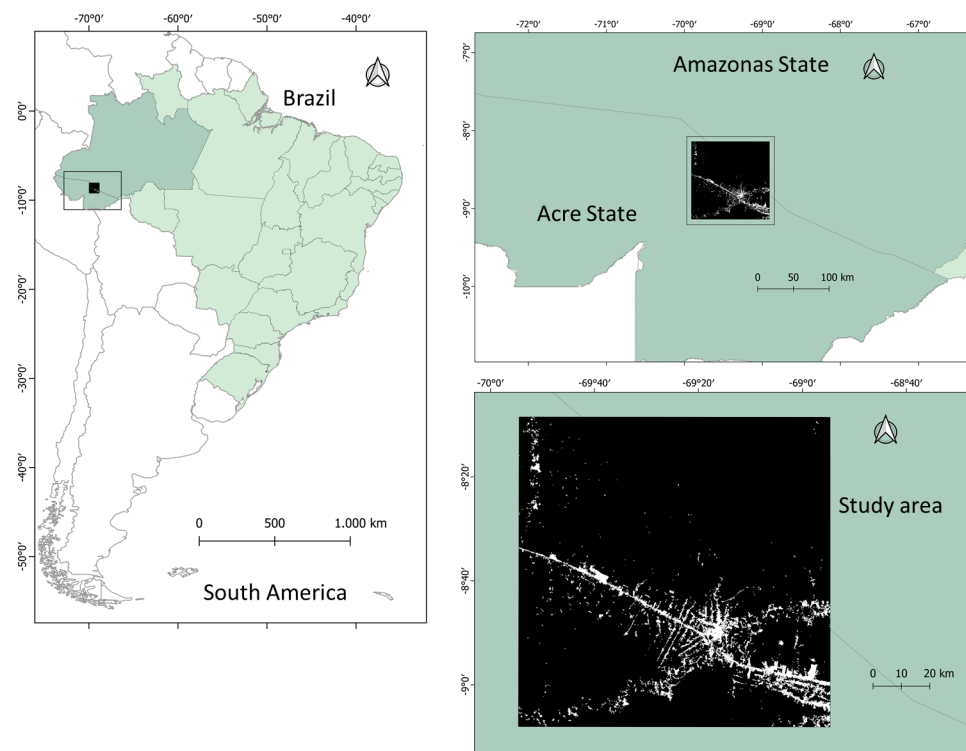 -70°0' -60°0' -50°0' -40°0'
0°0'
-10°0'
-20°0'
-30°0'
-40°0'
-50°0'
Brazil
0 500 1.000 km
South America
-71°0' -70°0' -69°0' -68°0' -67°0'
-7°0'
-8°0'
-9°0'
-10°0'
Amazonas State
Acre State
0 50 100 km
-70°0' -69°40' -69°20' -69°0' -68°40'
-8°20'
-8°40'
-9°0'
Study area
0 10 20 km